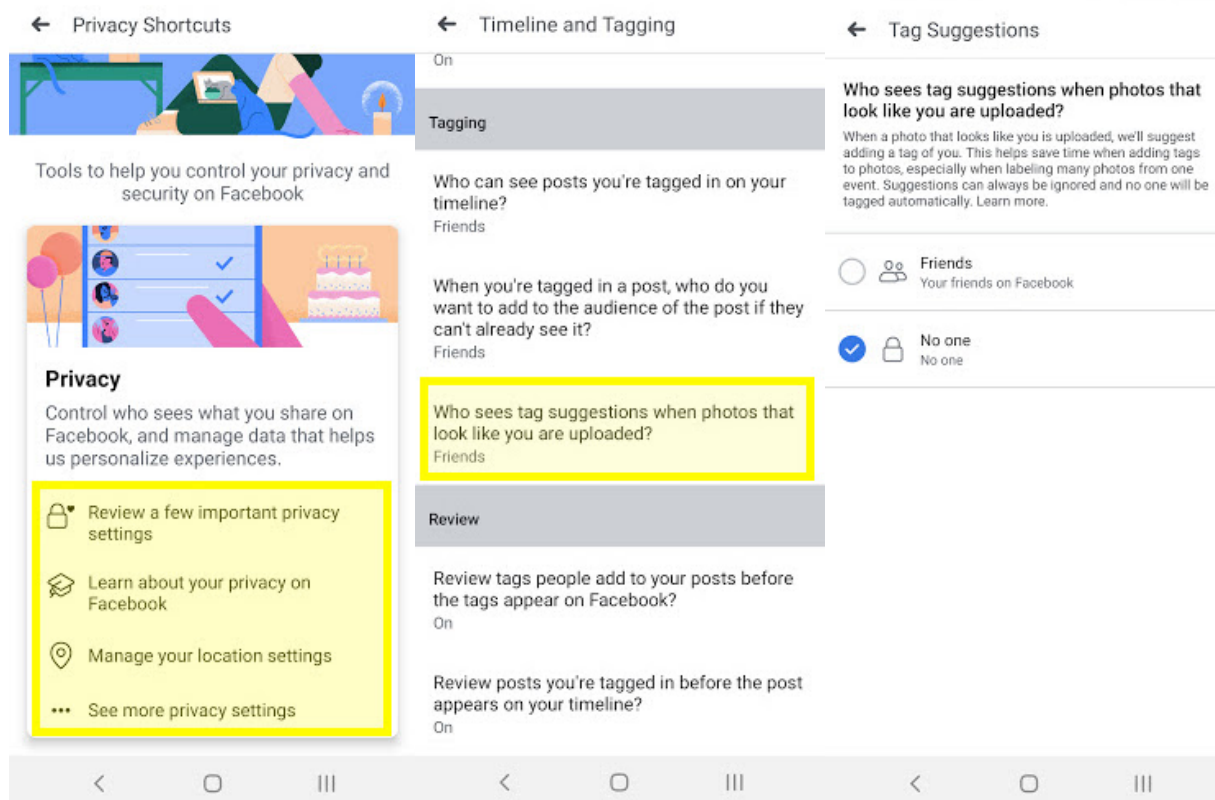 Privacy Shortcuts
Tools to help you control your privacy and
security on Facebook
Privacy
Control who sees what you share on
Facebook, and manage data that helps
us personalize experiences.
Review a few important privacy
settings
Learn about your privacy on
Facebook
Manage your location settings
See more privacy settings
Timeline and Tagging
On
Tagging
Who can see posts you're tagged in on your
timeline?
Friends
When you're tagged in a post, who do you
want to add to the audience of the post if they
can't already see it?
Friends
Who sees tag suggestions when photos that
look like you are uploaded?
Friends
Review
Review tags people add to your posts before
the tags appear on Facebook?
On
Review posts you're tagged in before the post
appears on your timeline?
On
Tag Suggestions
Who sees tag suggestions when photos that
look like you are uploaded?
When a photo that looks like you is uploaded, we'll suggest
adding a tag of you. This helps save time when adding tags
to photos, especially when labeling many photos from one
event. Suggestions can always be ignored and no one will be
tagged automatically. Learn more.
Friends
Your friends on Facebook
No one
No one